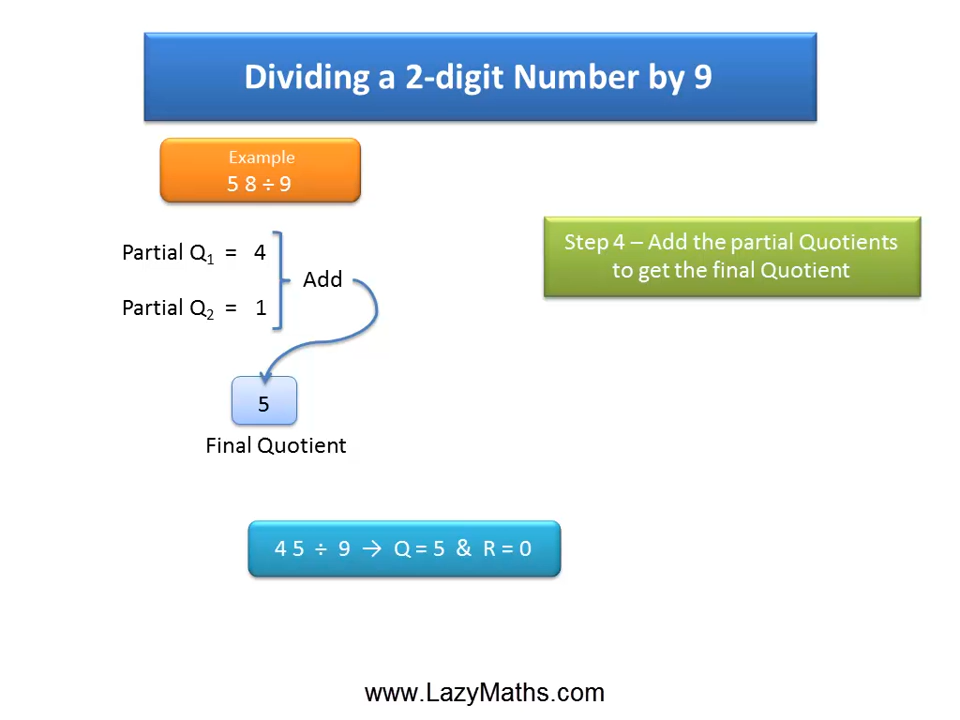 Dividing a 2-digit Number by 9
Example
5 8 ÷ 9
Partial Q1 = 4
Add
Partial Q2 = 1
5
Final Quotient
Step 4 – Add the partial Quotients
to get the final Quotient
4 5 ÷ 9 → Q = 5 & R = 0
www.LazyMaths.com